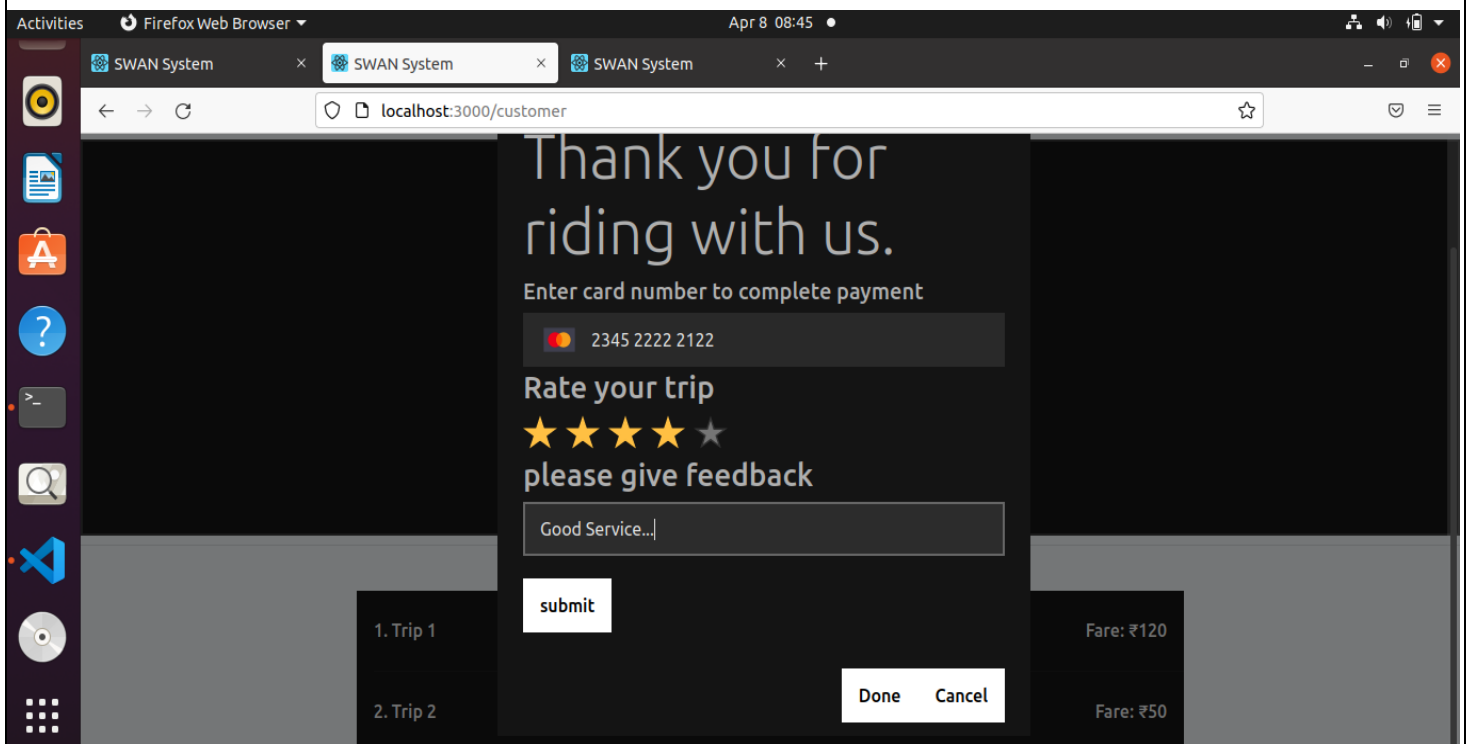 Activities Firefox Web Browser Apr 8 08:45
SWAN System SWAN System SWAN System
localhost:3000/customer
Thank you for
riding with us.
Enter card number to complete payment
2345 2222 2122
Rate your trip
please give feedback
Good Service...
submit
1. Trip 1 Fare: ₹120
Done Cancel
2. Trip 2 Fare: ₹50